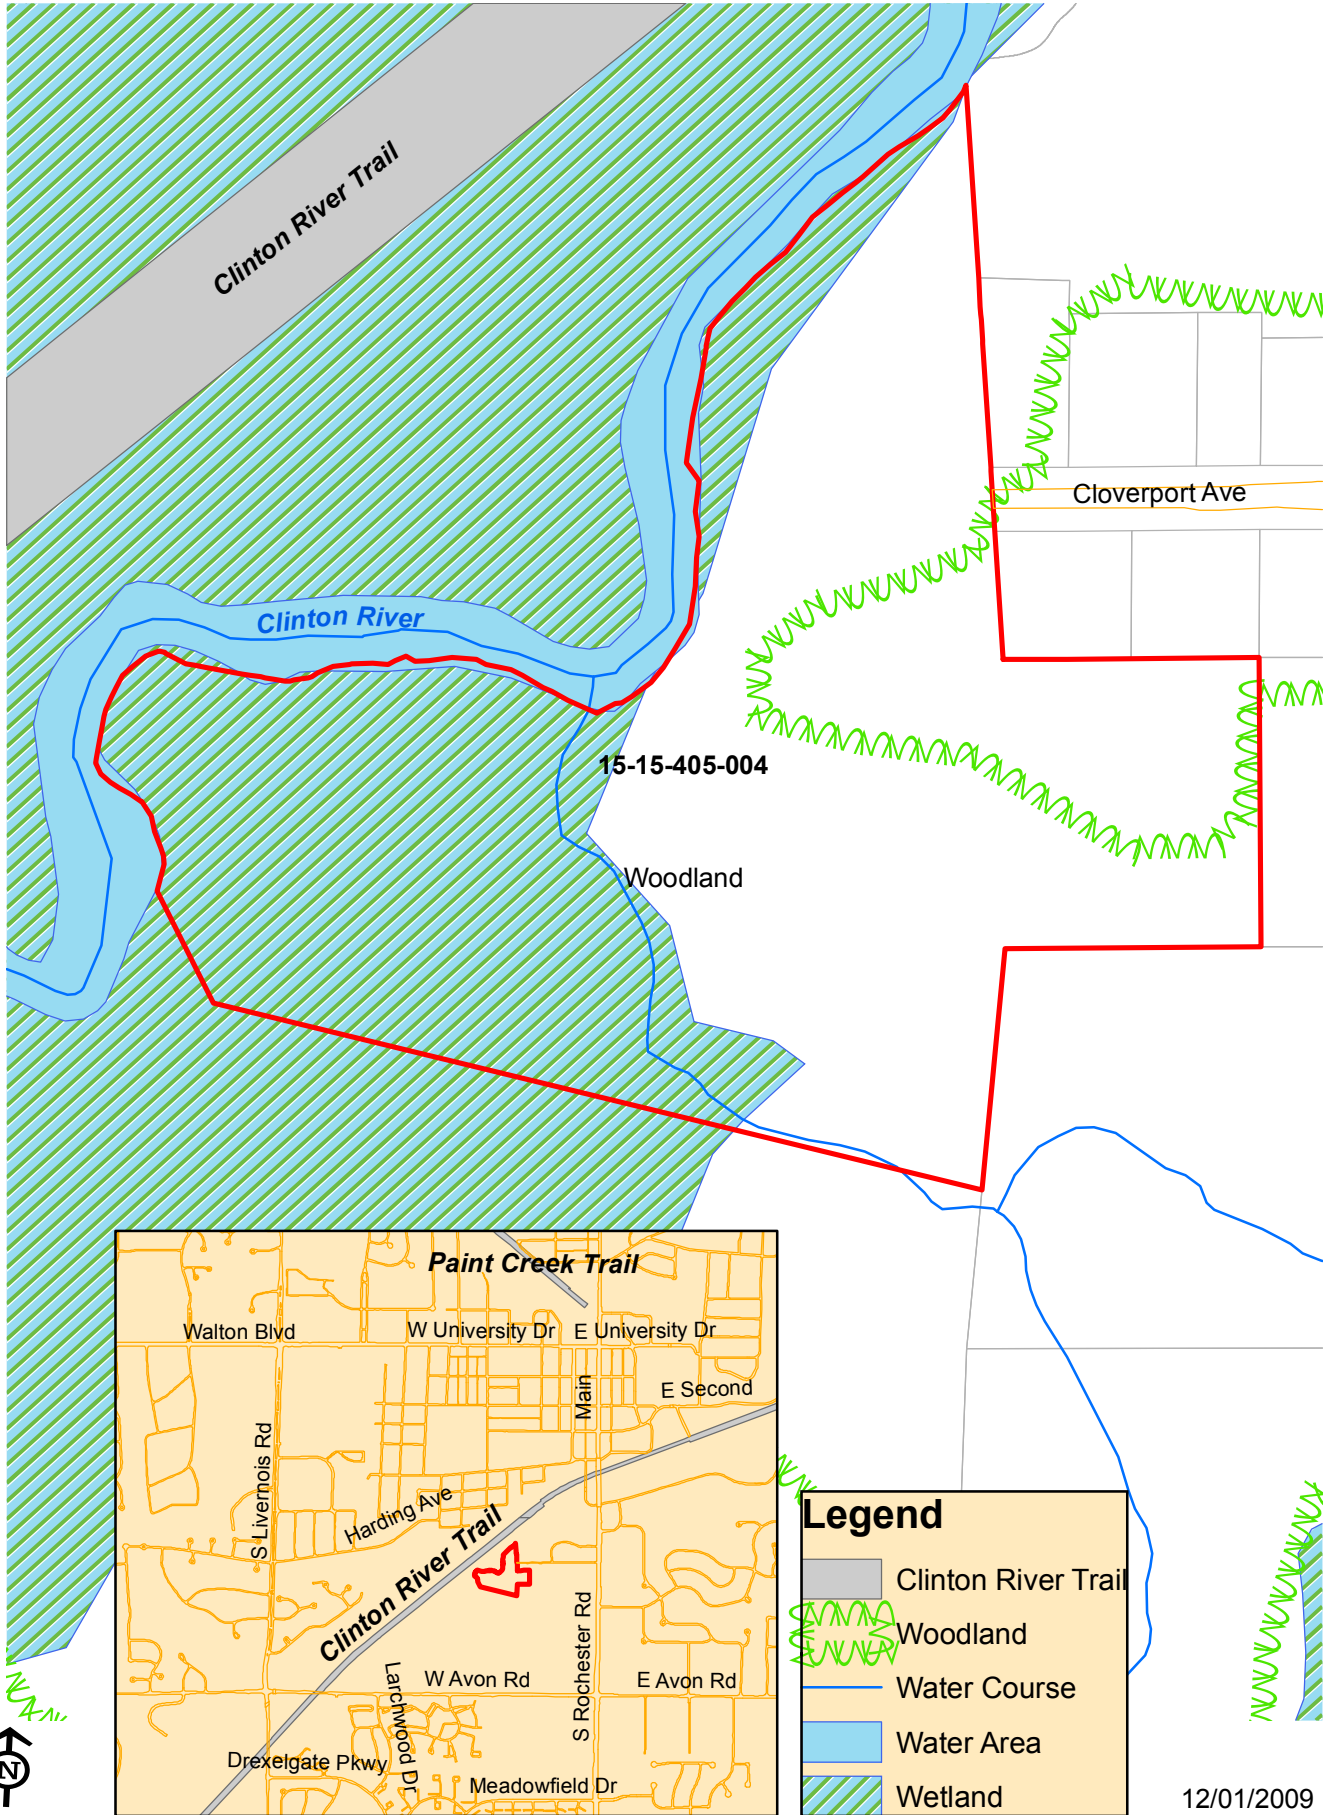 Clinton River Trail
Cloverport Ave
Clinton River
15-15-405-004
Woodland
Paint Creek Trail
Walton Blvd
W University Dr
E University Dr
Main
E Second
S Livernois Rd
Harding Ave
Clinton River Trail
S Rochester Rd
W Avon Rd
E Avon Rd
Larchwood Dr
Drexelgate Pkwy
Meadowfield Dr
Legend
Clinton River Trail
Woodland
Water Course
Water Area
Wetland
N
12/01/2009